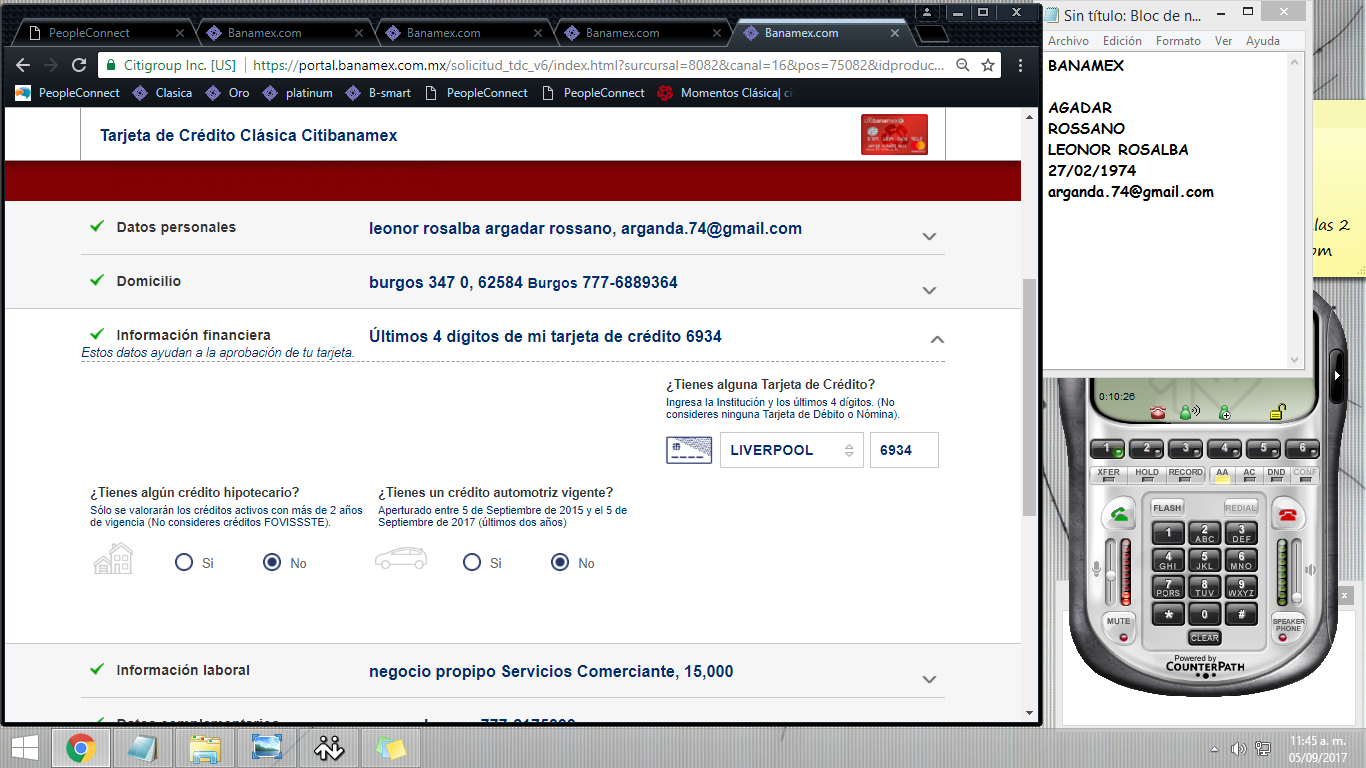 PeopleConnect
Banamex.com
Banamex.com
Banamex.com
Banamex.com
Citigroup Inc. [US] https://portal.banamex.com.mx/solicitud_tdc_v6/index.html?surcursal=8082&canal=16&pos=75082&idproduc...
PeopleConnect Clasica Oro platinum B-smart PeopleConnect PeopleConnect Momentos Clásica|
Tarjeta de Crédito Clásica Citibanamex
citibanamex
Datos personales leonor rosalba argadar rossano, arganda.74@gmail.com
Domicilio burgos 347 0, 62584 Burgos 777-6889364
Información financiera Últimos 4 dígitos de mi tarjeta de crédito 6934
Estos datos ayudan a la aprobación de tu tarjeta.
¿Tienes alguna Tarjeta de Crédito?
Ingresa la Institución y los últimos 4 dígitos. (No
consideres ninguna Tarjeta de Débito o Nómina).
LIVERPOOL 6934
¿Tienes algún crédito hipotecario?
Sólo se valorarán los créditos activos con más de 2 años
de vigencia (No consideres créditos FOVISSSTE).
Si No
¿Tienes un crédito automotriz vigente?
Aperturado entre 5 de Septiembre de 2015 y el 5 de
Septiembre de 2017 (últimos dos años)
Si No
Información laboral negocio propipo Servicios Comerciante, 15,000
Sin título: Bloc de n...
Archivo Edición Formato Ver Ayuda
BANAMEX
AGADAR
ROSSANO
LEONOR ROSALBA
27/02/1974
arganda.74@gmail.com
las 2
om
0:10:26
1 2 3 4 5 6
XFER HOLD RECORD AA AC DND CONF
FLASH REDIAL
1 2 ABC 3 DEF
4 GHI 5 JKL 6 MNO
7 PQRS 8 TUV 9 WXYZ
* 0 #
MUTE CLEAR SPEAKER PHONE
Powered by
COUNTERPATH
11:45 a. m.
05/09/2017